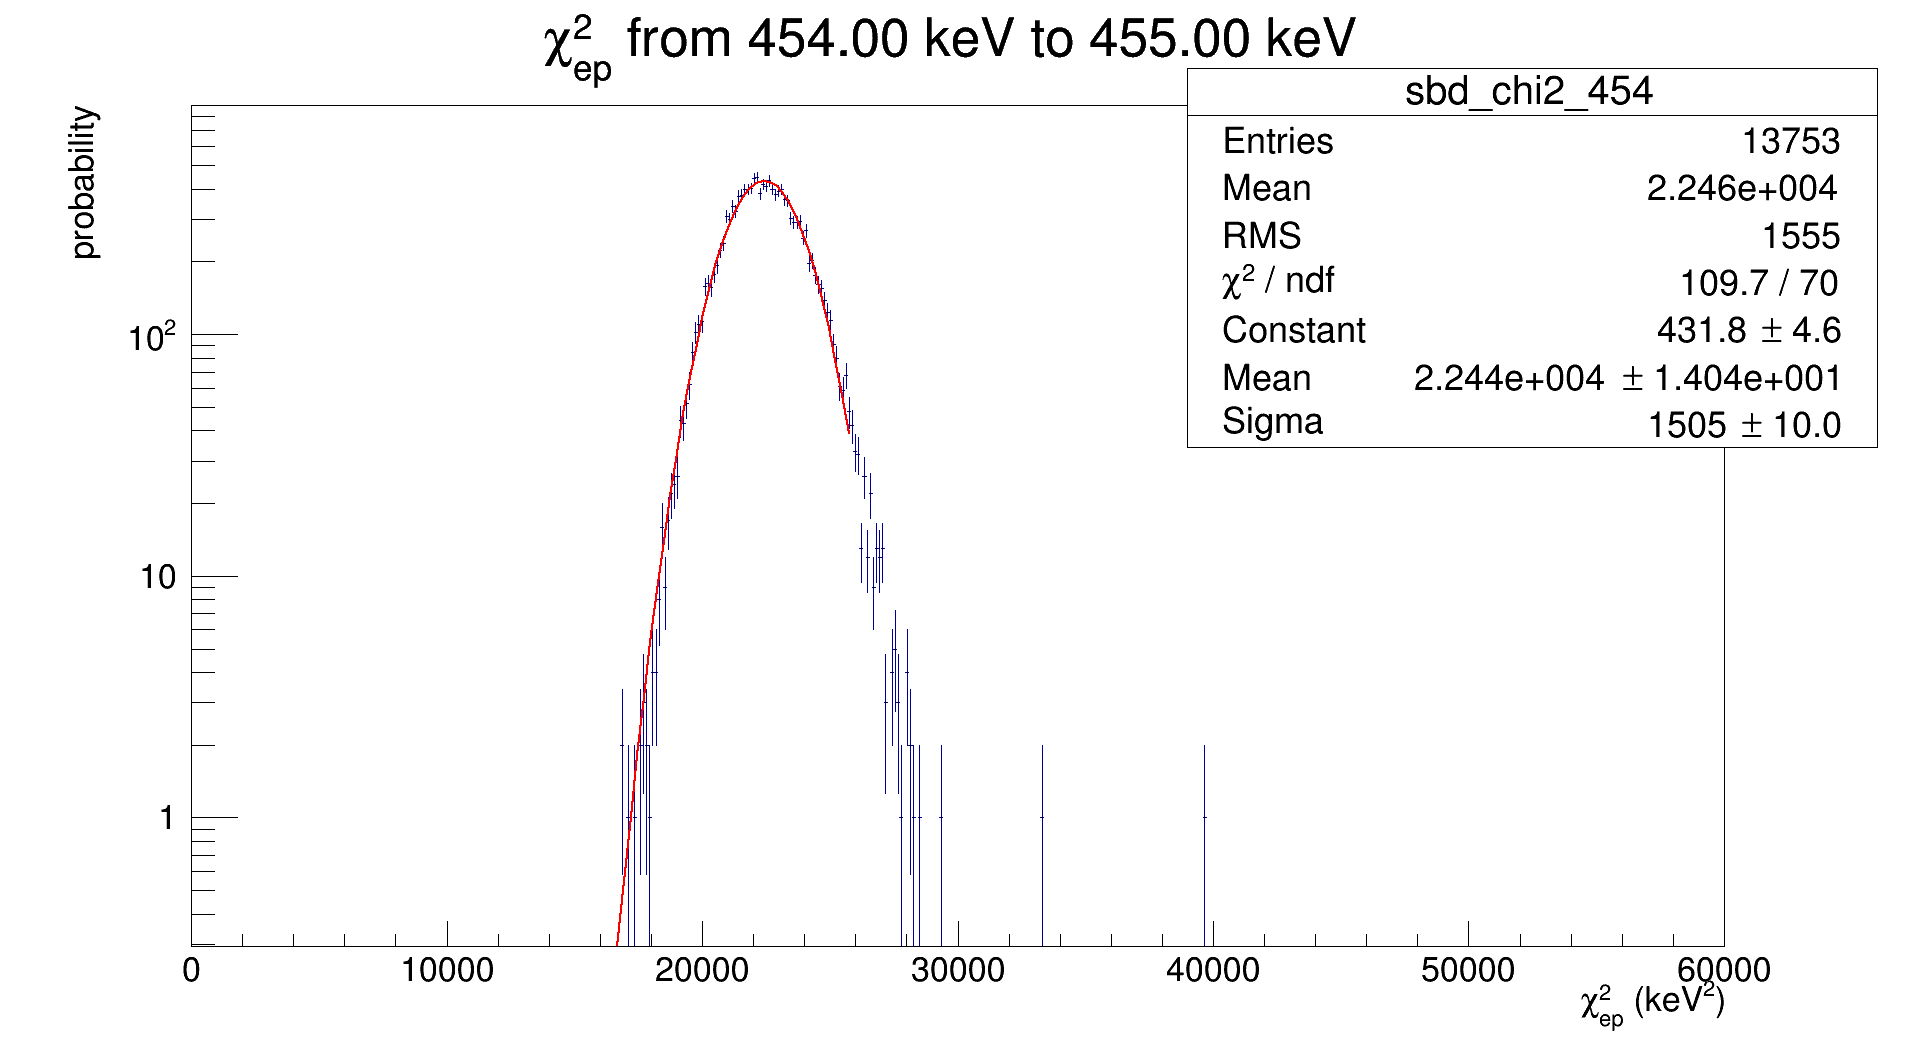 χ²ep from 454.00 keV to 455.00 keV
sbd_chi2_454
Entries 13753
Mean 2.246e+004
RMS 1555
χ² / ndf 109.7 / 70
Constant 431.8 ± 4.6
Mean 2.244e+004 ± 1.404e+001
Sigma 1505 ± 10.0
probability
10²
10
1
0 10000 20000 30000 40000 50000 60000
χ²ep (keV²)